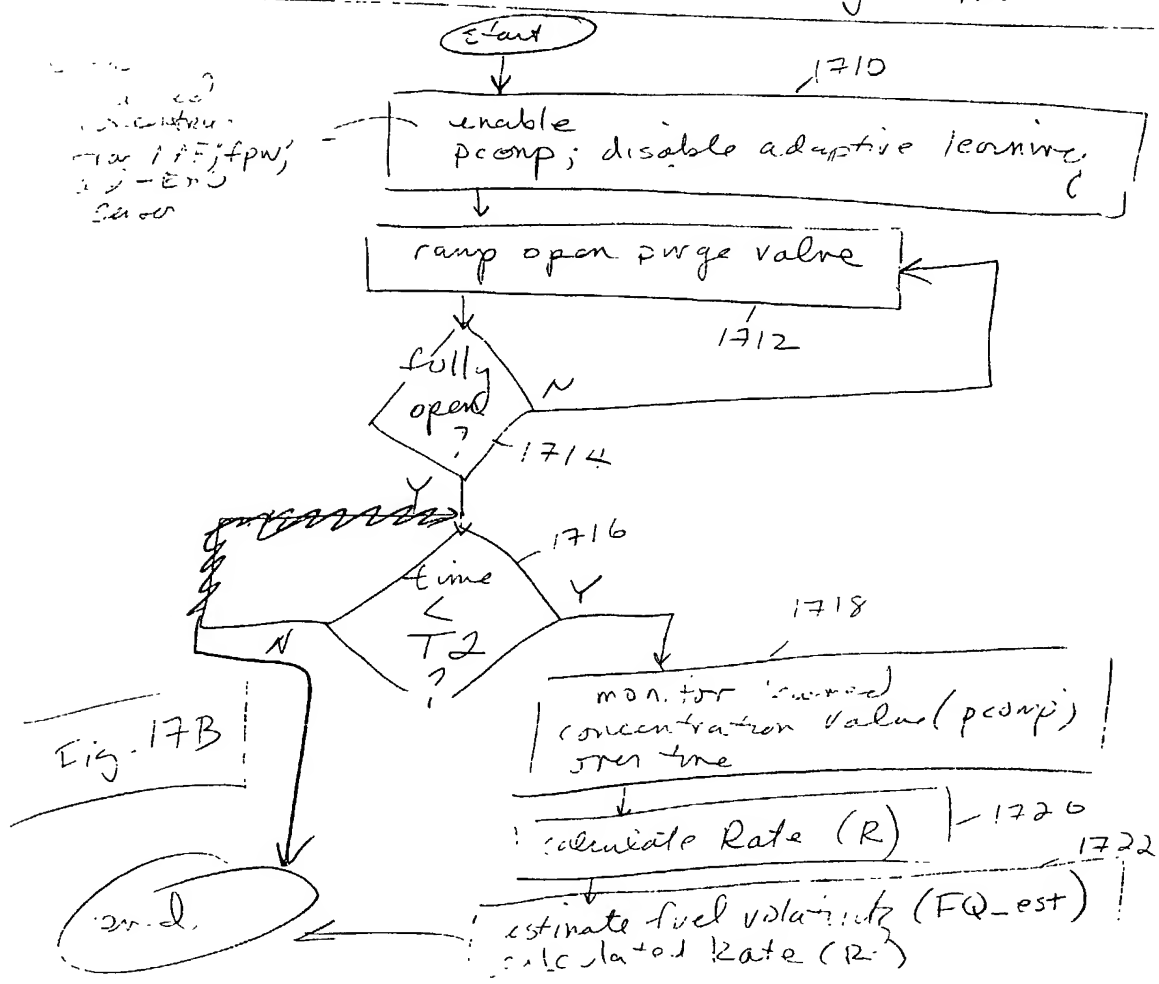 start
1710
enable
pcomp; disable adaptive learning
ramp open purge valve
1712
fully
open
?
N
1714
Y
1716
time
<
T2
?
Y
N
1718
monitor
concentration value (pcomp)
over time
Fig. 17B
calculate Rate (R)
1720
1722
end.
estimate fuel volatility (FQ_est)
calculated Rate (R)